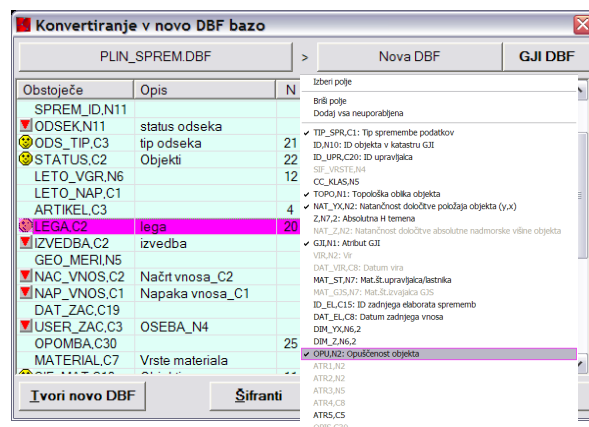 Konvertiranje v novo DBF bazo
PLIN_SPREM.DBF > Nova DBF GJI DBF
Obstoječe Opis N
SPREM_ID,N11
ODSEK,N11 status odseka
ODS_TIP,C3 tip odseka 21
STATUS,C2 Objekti 22
LETO_VGR,N6 12
LETO_NAP,C1
ARTIKEL,C3 4
LEGA,C2 lega 20
IZVEDBA,C2 izvedba
GEO_MERI,N5
NAC_VNOS,C2 Načrt vnosa_C2
NAP_VNOS,C1 Napaka vnosa_C1
DAT_ZAC,C19
USER_ZAC,C3 OSEBA_N4
OPOMBA,C30 25
MATERIAL,C7 Vrste materiala
Tvori novo DBF Šifranti
Izberi polje
Briši polje
Dodaj vsa neuporabljena
TIP_SPR,C1: Tip spremembe podatkov
ID,N10: ID objekta v katastru GJI
ID_UPR,C20: ID upravljalca
SIF_VRSTE,N4
CC_KLAS,N5
TOPO,N1: Topološka oblika objekta
NAT_YX,N2: Natančnost določitve položaja objekta (y,x)
Z,N7,2: Absolutna H temena
NAT_Z,N2: Natančnost določitve absolutne nadmorske višine objekta
GJI,N1: Atribut GJI
VIR,N2: Vir
DAT_VIR,C8: Datum vira
MAT_ST,N7: Mat.št.upravljalca/lastnika
MAT_GJS,N7: Mat.št.izvajalca GJS
ID_EL,C15: ID zadnjega elaborata sprememb
DAT_EL,C8: Datum zadnjega vnosa
DIM_YX,N6,2
DIM_Z,N6,2
OPU,N2: Opuščenost objekta
ATR1,N2
ATR2,N2
ATR3,N5
ATR4,C8
ATR5,C5